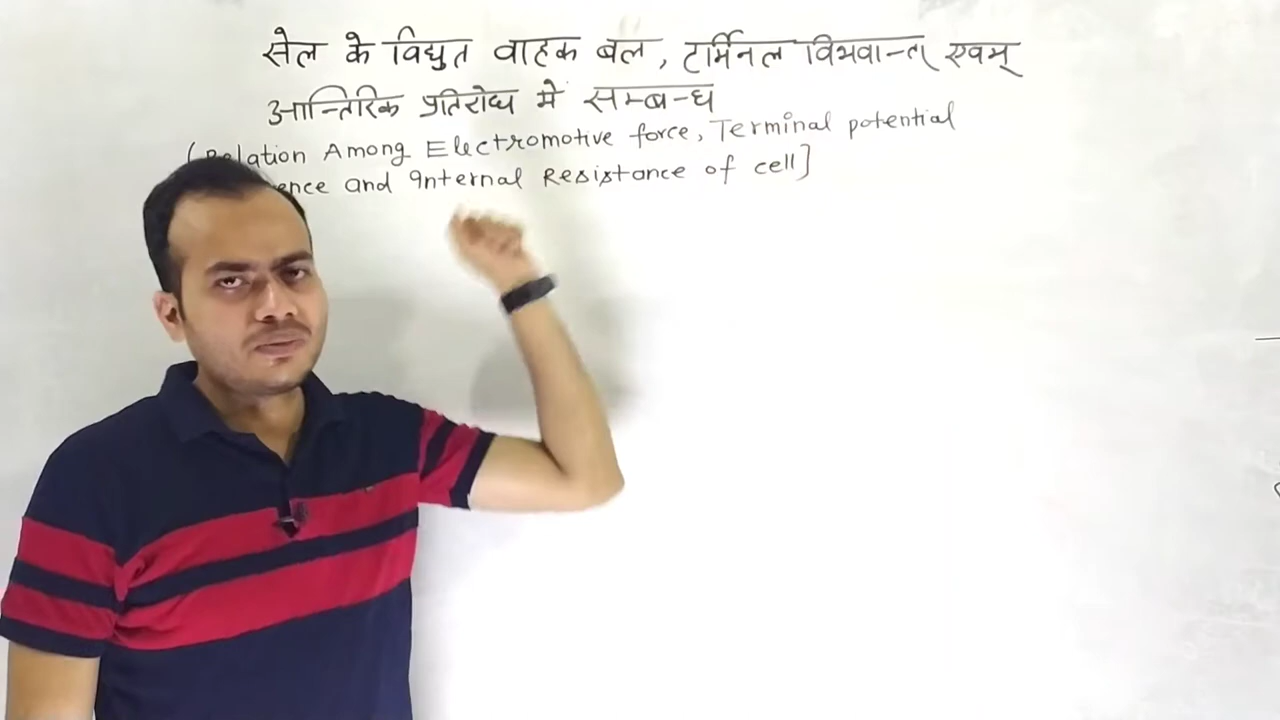 सेल के विद्युत वाहक बल, टर्मिनल विभवान्तर एवम्
आन्तिरिक प्रतिरोध में सम्बन्ध
(Relation Among Electromotive force, Terminal potential
and Internal Resistance of cell]